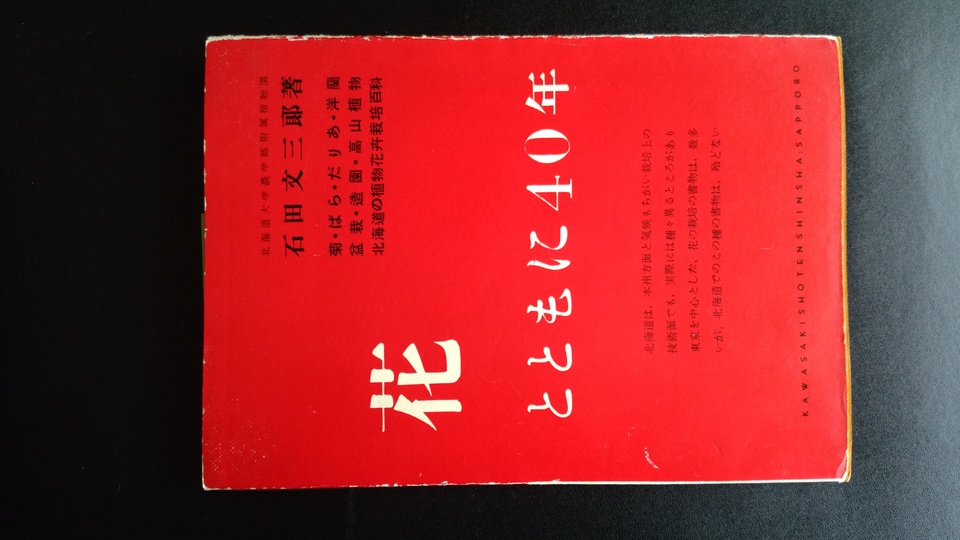 北海道大学農学部附属植物園
石田文三郎著
菊・ばら・だりあ・洋蘭
盆栽・造園・高山植物
北海道の植物花卉栽培百科
花
とともに40年
北海道は、本州方面と気候もちがい栽培上の
技術面でも、実際には種々異るところがあり
東京を中心とした、花の栽培の書物は、数多
いが、北海道でのこの種の書物は、殆どない
KAWASAKISHOTENSHINSHASAPPORO